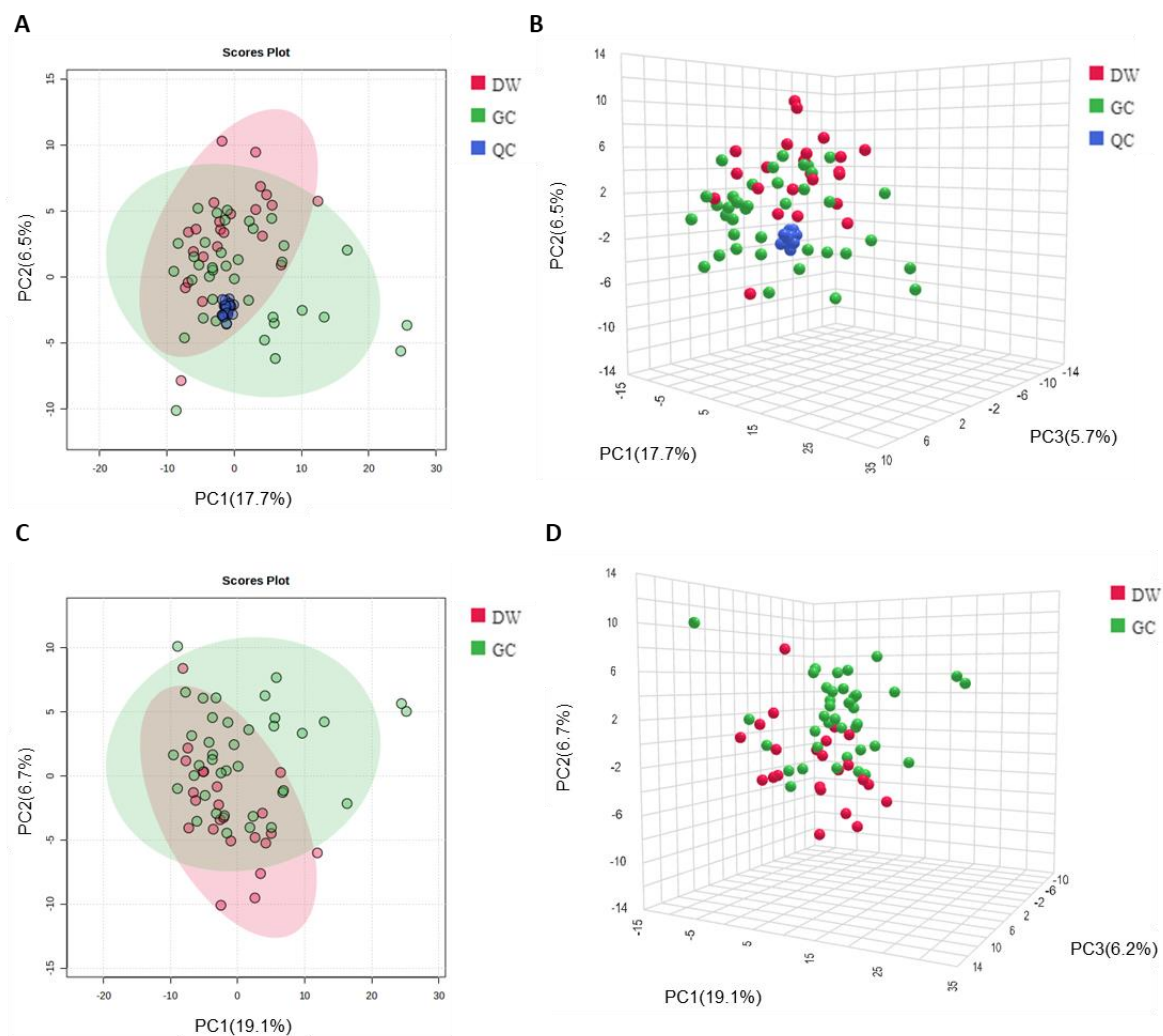 A
Scores Plot
DW
GC
QC
PC2(6.5%)
15
10
5
0
-5
-10
-20
-10
0
10
20
30
PC1(17.7%)
B
DW
GC
QC
PC2(6.5%)
14
10
6
2
-2
-6
-10
-14
-15
-5
5
15
25
35
10
6
2
-2
-6
-10
-14
PC1(17.7%)
PC3(5.7%)
C
Scores Plot
DW
GC
PC2(6.7%)
10
5
0
-5
-10
-15
-20
-10
0
10
20
30
PC1(19.1%)
D
DW
GC
PC2(6.7%)
14
10
6
2
-2
-6
-10
-14
-15
-5
5
15
25
35
14
10
6
2
-2
-6
-10
PC1(19.1%)
PC3(6.2%)